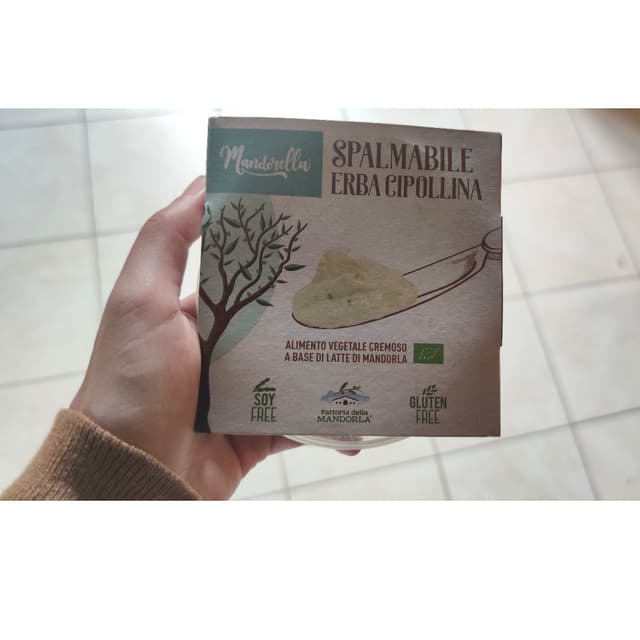 Mandorella
SPALMABILE
ERBA CIPOLLINA
ALIMENTO VEGETALE CREMOSO
A BASE DI LATTE DI MANDORLA
SOY
FREE
Fattoria della
MANDORLA
GLUTEN
FREE